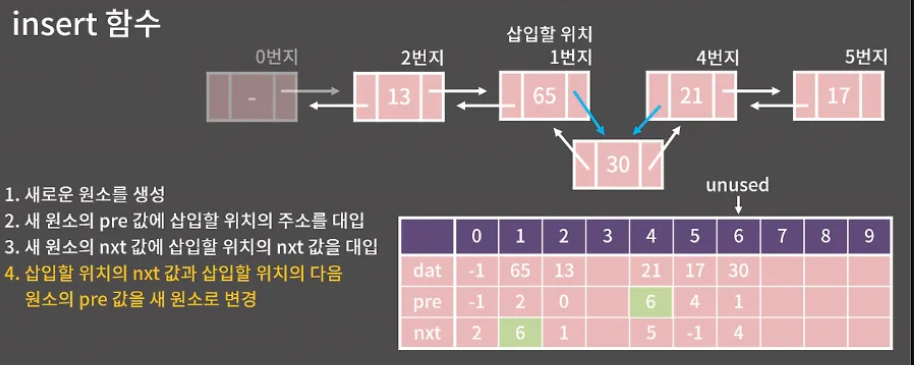 insert 함수
삽입할 위치
0번지 2번지 1번지 4번지 5번지
- 13 65 21 17
30
1. 새로운 원소를 생성
2. 새 원소의 pre 값에 삽입할 위치의 주소를 대입
3. 새 원소의 nxt 값에 삽입할 위치의 nxt 값을 대입
4. 삽입할 위치의 nxt 값과 삽입할 위치의 다음
원소의 pre 값을 새 원소로 변경
unused
0 1 2 3 4 5 6 7 8 9
dat -1 65 13 21 17 30
pre -1 2 0 6 4 1
nxt 2 6 1 5 -1 4